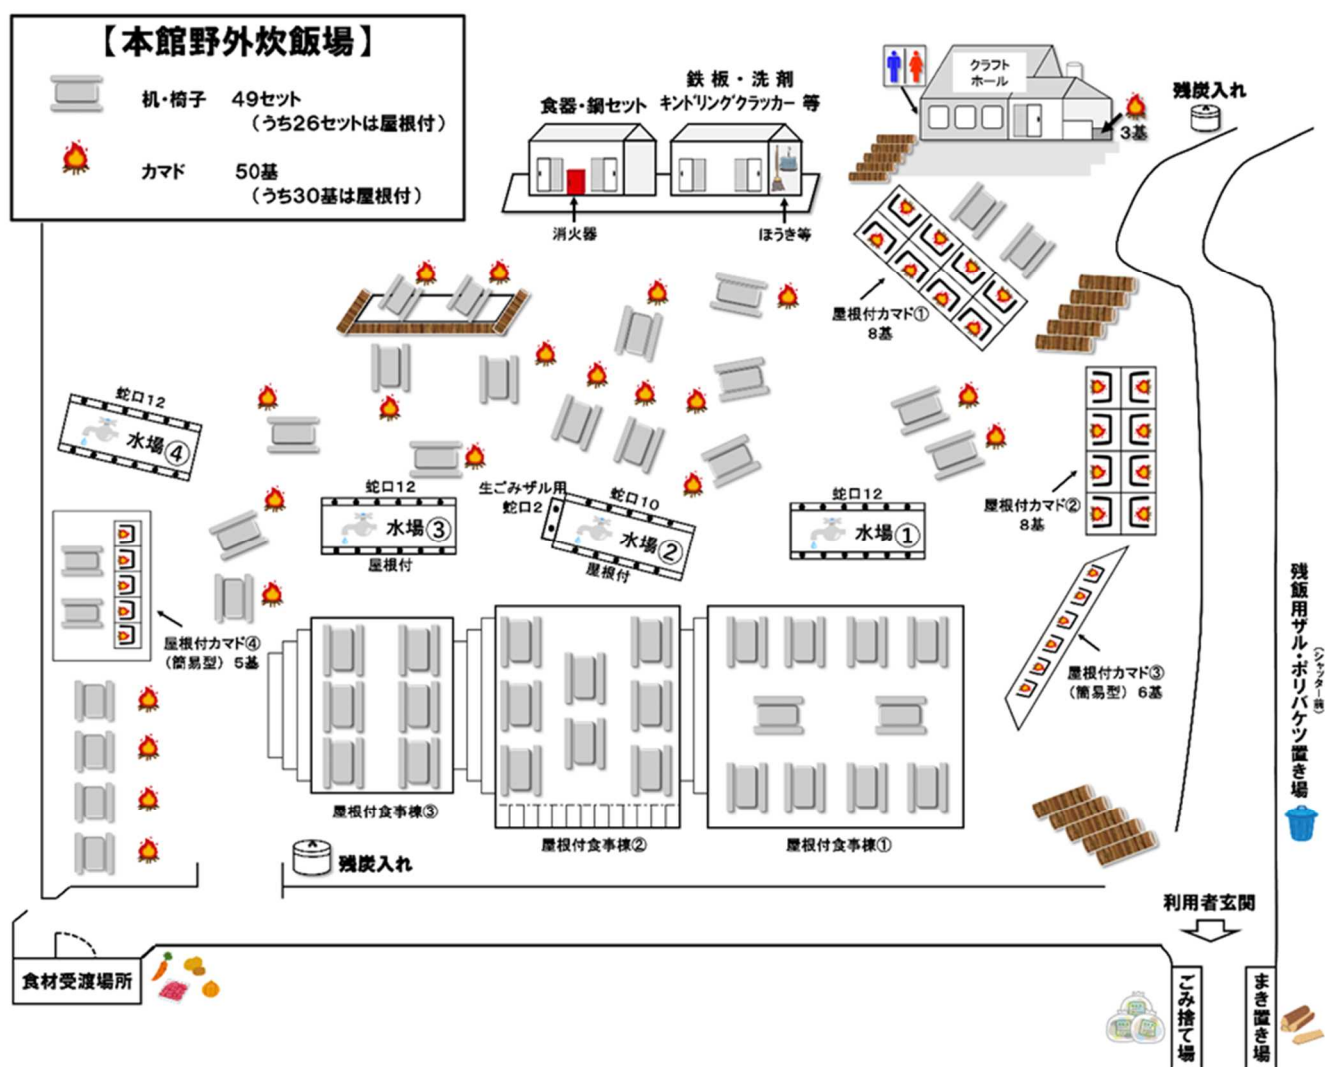 【本館野外炊飯場】
机・椅子 49セット
(うち26セットは屋根付)
カマド 50基
(うち30基は屋根付)
食器・鍋セット
鉄板・洗剤
キンドリングクラッカー 等
消火器
ほうき等
クラフト
ホール
3基
残炭入れ
屋根付カマド①
8基
蛇口12
水場④
蛇口12
水場③
屋根付
生ごみザル用
蛇口2
蛇口10
水場②
屋根付
蛇口12
水場①
屋根付カマド②
8基
屋根付カマド④
(簡易型) 5基
屋根付カマド③
(簡易型) 6基
残飯用ザル・ポリバケツ置き場
(シャッター前)
屋根付食事棟③
屋根付食事棟②
屋根付食事棟①
残炭入れ
利用者玄関
食材受渡場所
ごみ捨て場
まき置き場